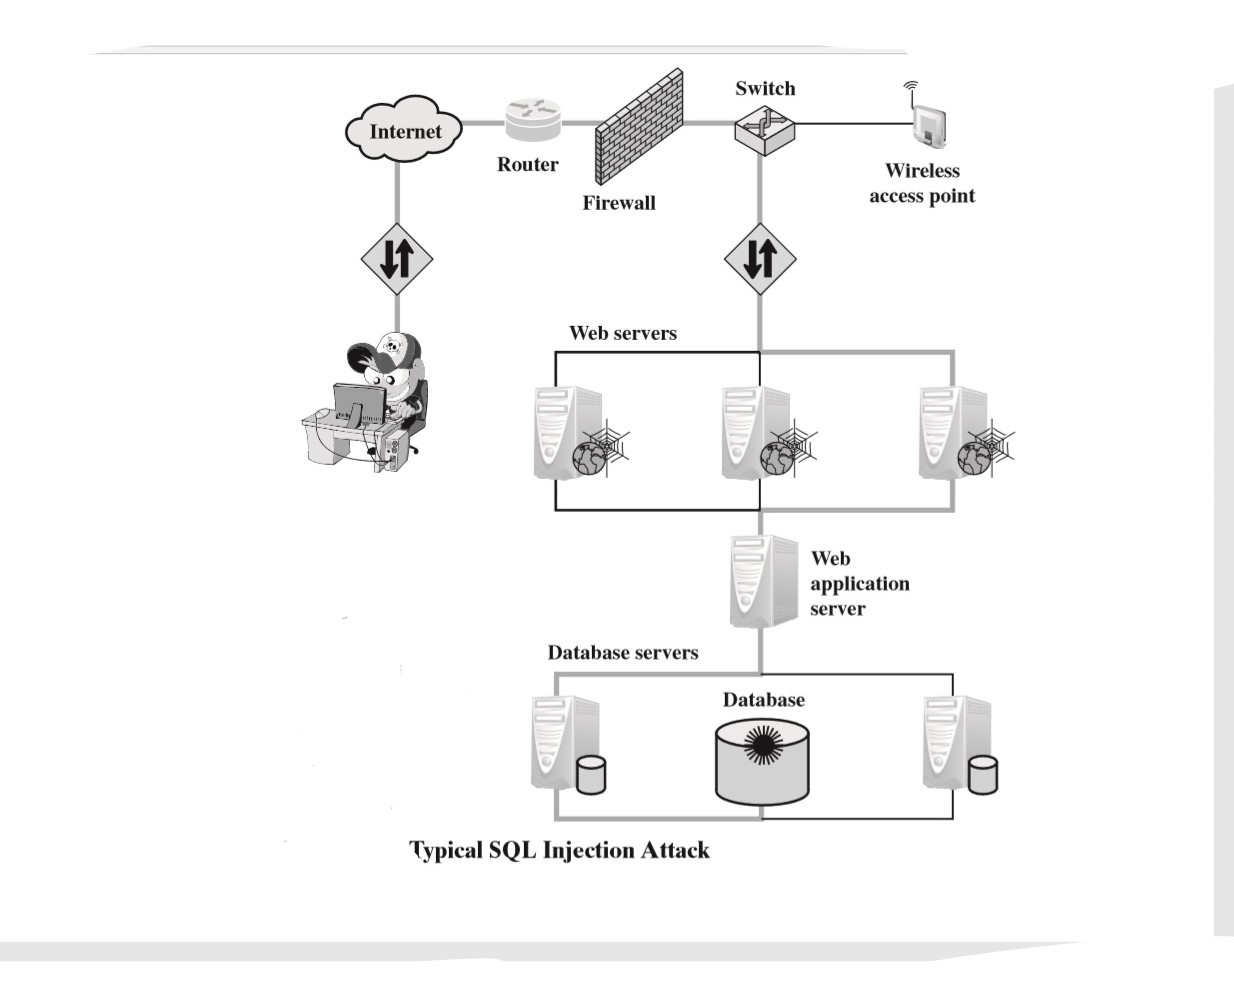 Switch
Internet
Router
Wireless
access point
Firewall
Web servers
Web
application
server
Database servers
Database
Typical SQL Injection Attack